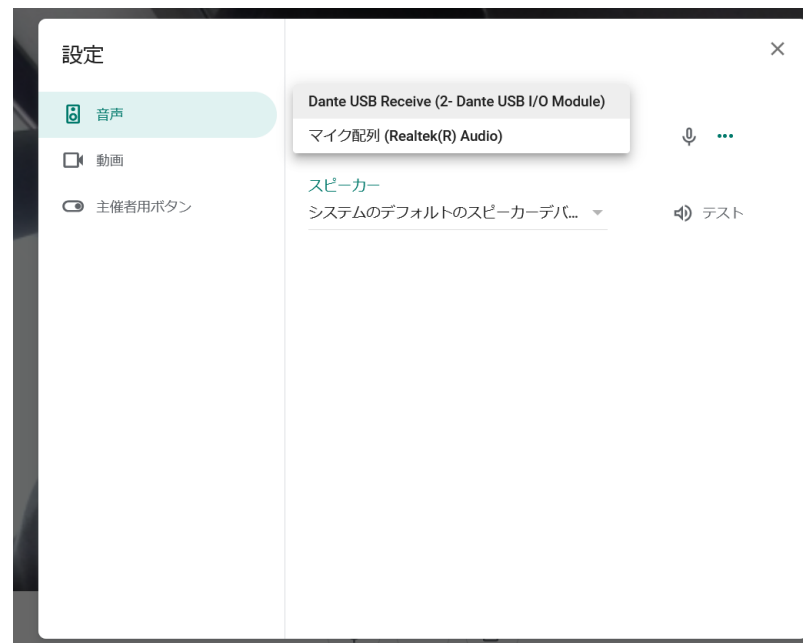 設定
音声
動画
主催者用ボタン
Dante USB Receive (2- Dante USB I/O Module)
マイク配列 (Realtek(R) Audio)
スピーカー
システムのデフォルトのスピーカーデバ...
テスト